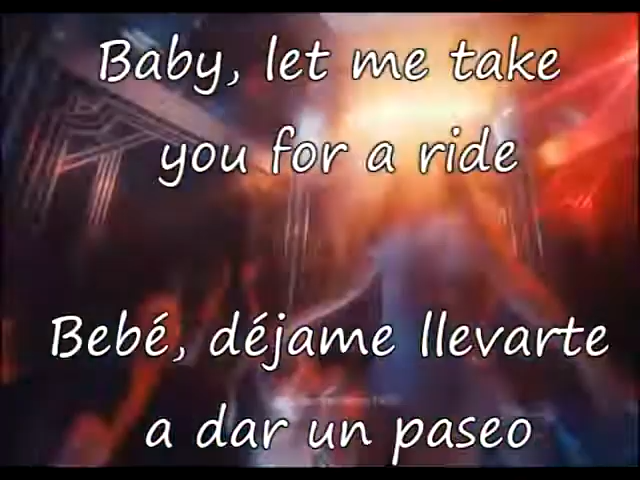 Baby, let me take
you for a ride
Bebé, déjame llevarte
a dar un paseo